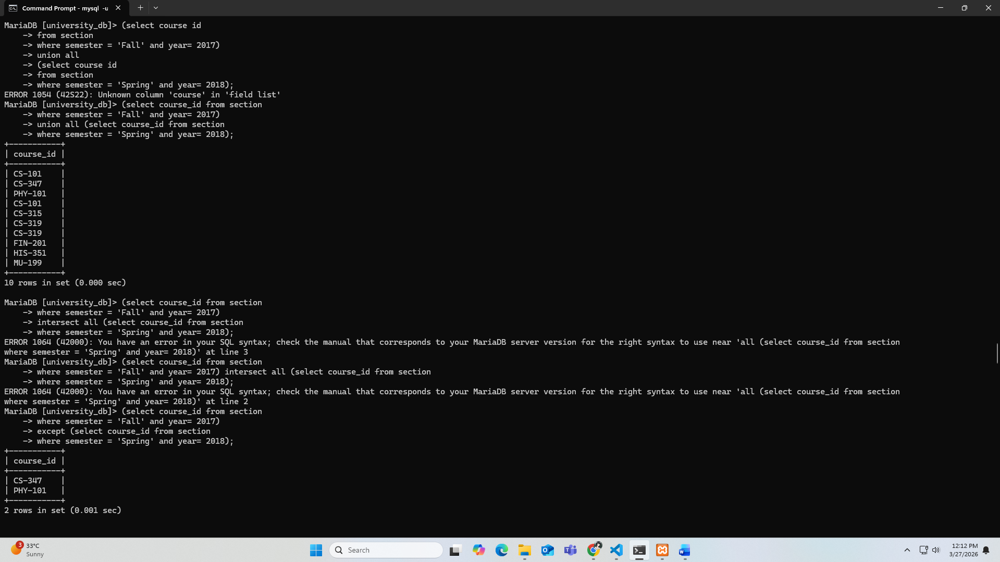 Command Prompt - mysql -u
MariaDB [university_db]> (select course id
    -> from section
    -> where semester = 'Fall' and year= 2017)
    -> union all
    -> (select course id
    -> from section
    -> where semester = 'Spring' and year= 2018);
ERROR 1054 (42S22): Unknown column 'course' in 'field list'
MariaDB [university_db]> (select course_id from section
    -> where semester = 'Fall' and year= 2017)
    -> union all (select course_id from section
    -> where semester = 'Spring' and year= 2018);
+-----------+
| course_id |
+-----------+
| CS-101    |
| CS-347    |
| PHY-101   |
| CS-101    |
| CS-315    |
| CS-319    |
| CS-319    |
| FIN-201   |
| HIS-351   |
| MU-199    |
+-----------+
10 rows in set (0.000 sec)

MariaDB [university_db]> (select course_id from section
    -> where semester = 'Fall' and year= 2017)
    -> intersect all (select course_id from section
    -> where semester = 'Spring' and year= 2018);
ERROR 1064 (42000): You have an error in your SQL syntax; check the manual that corresponds to your MariaDB server version for the right syntax to use near 'all (select course_id from section
where semester = 'Spring' and year= 2018)' at line 3
MariaDB [university_db]> (select course_id from section
    -> where semester = 'Fall' and year= 2017) intersect all (select course_id from section
    -> where semester = 'Spring' and year= 2018);
ERROR 1064 (42000): You have an error in your SQL syntax; check the manual that corresponds to your MariaDB server version for the right syntax to use near 'all (select course_id from section
where semester = 'Spring' and year= 2018)' at line 2
MariaDB [university_db]> (select course_id from section
    -> where semester = 'Fall' and year= 2017)
    -> except (select course_id from section
    -> where semester = 'Spring' and year= 2018);
+-----------+
| course_id |
+-----------+
| CS-347    |
| PHY-101   |
+-----------+
2 rows in set (0.001 sec)
3
33°C
Sunny
Search
12:12 PM
3/27/2026